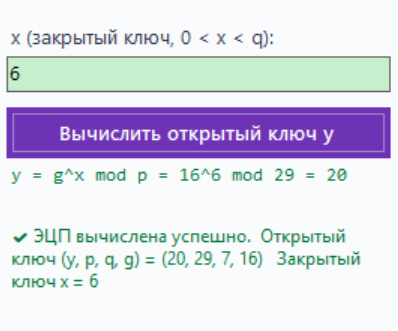 x (закрытый ключ, 0 < x < q):
6
Вычислить открытый ключ y
y = g^x mod p = 16^6 mod 29 = 20
✔ ЭЦП вычислена успешно. Открытый
ключ (y, p, q, g) = (20, 29, 7, 16) Закрытый
ключ x = 6